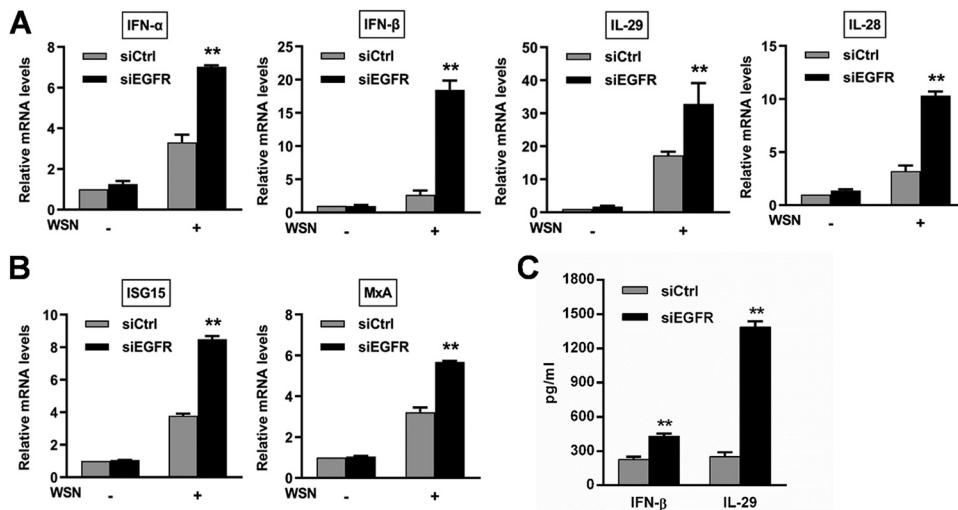 A
IFN-α
Relative mRNA levels
8
6
4
2
0
siCtrl
siEGFR
**
WSN - +
IFN-β
Relative mRNA levels
25
20
15
10
5
0
siCtrl
siEGFR
**
- +
IL-29
Relative mRNA levels
50
40
30
20
10
0
siCtrl
siEGFR
**
WSN - +
IL-28
Relative mRNA levels
15
10
5
0
siCtrl
siEGFR
**
WSN - +
B
ISG15
Relative mRNA levels
10
8
6
4
2
0
siCtrl
siEGFR
**
WSN - +
MxA
Relative mRNA levels
8
6
4
2
0
siCtrl
siEGFR
**
WSN - +
C
pg/ml
1800
1500
1200
900
600
300
0
siCtrl
siEGFR
**
**
IFN-β IL-29